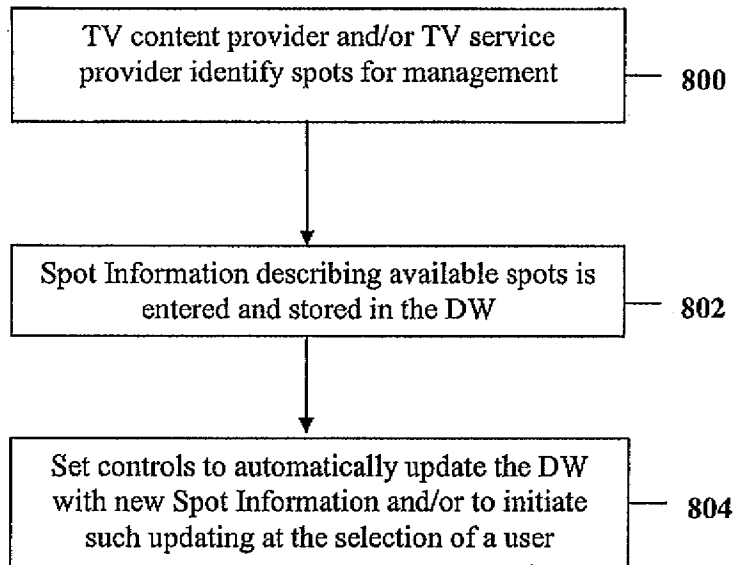 TV content provider and/or TV service
provider identify spots for management
800
Spot Information describing available spots is
entered and stored in the DW
802
Set controls to automatically update the DW
with new Spot Information and/or to initiate
such updating at the selection of a user
804